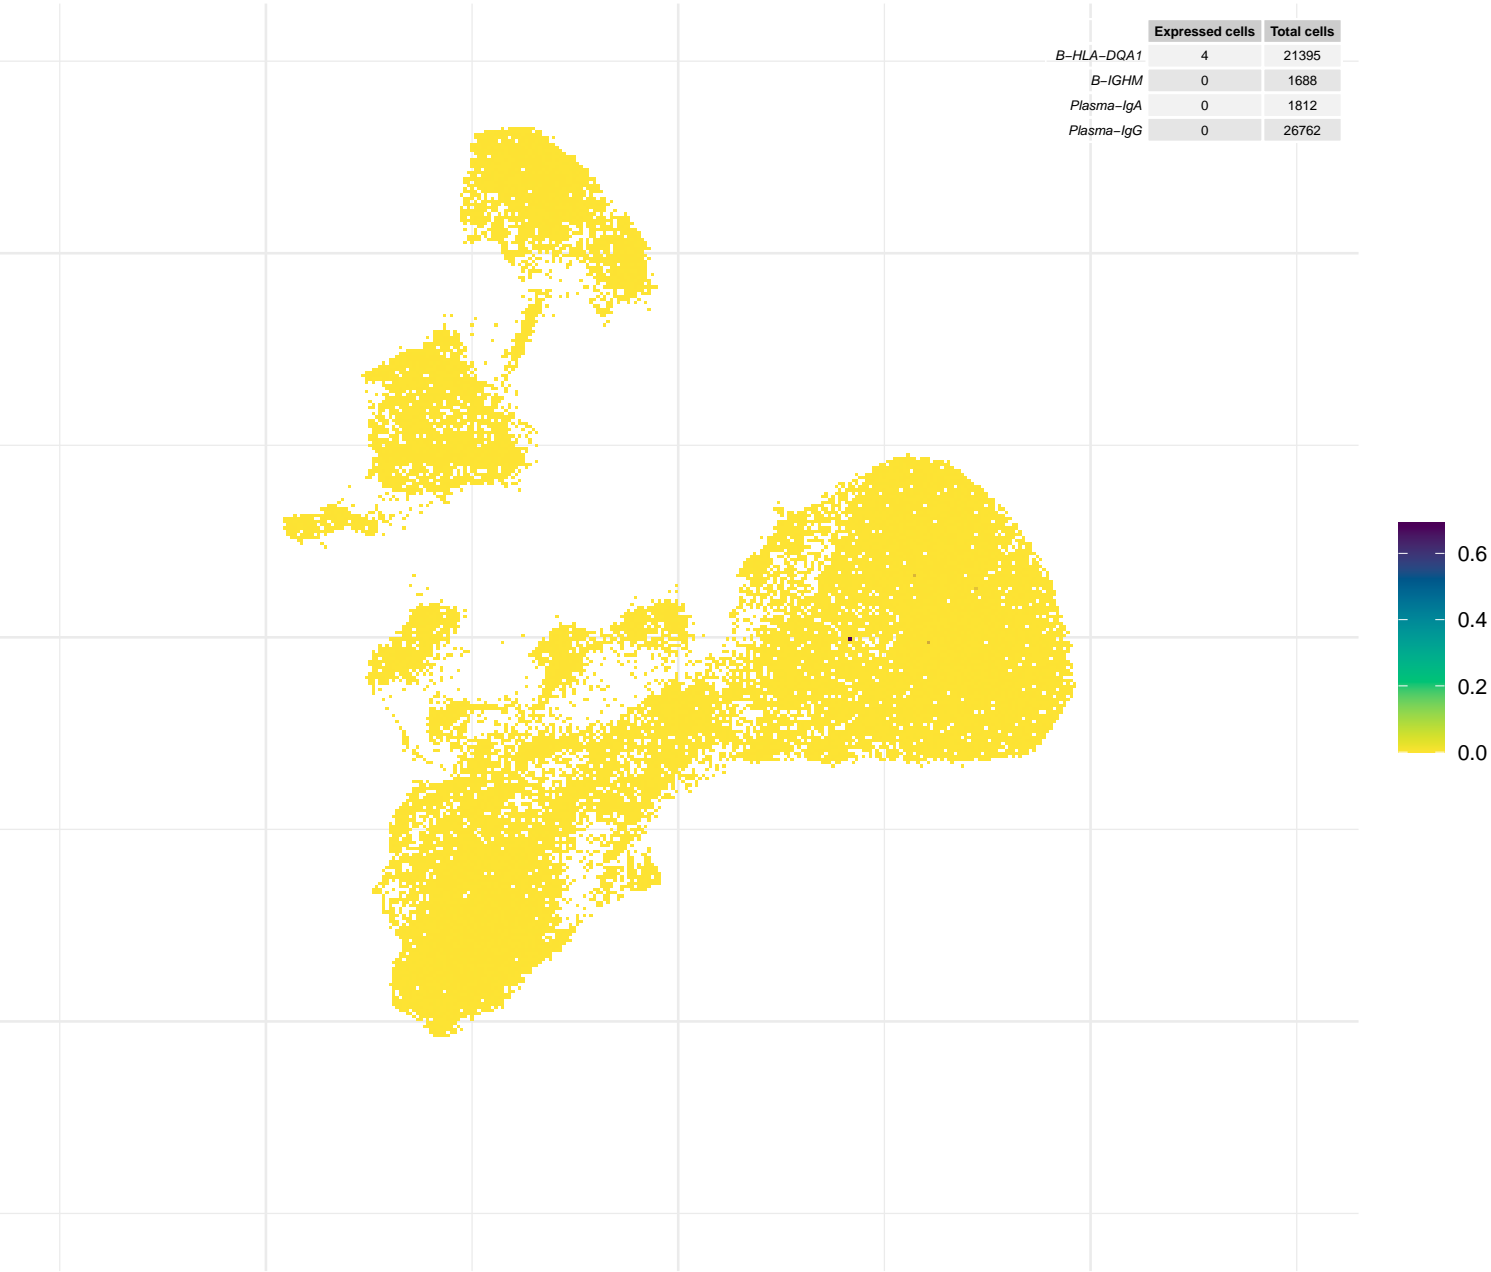 Expressed cells Total cells
B−HLA−DQA1 4 21395
B−IGHM 0 1688
Plasma−IgA 0 1812
Plasma−IgG 0 26762
0.6
0.4
0.2
0.0